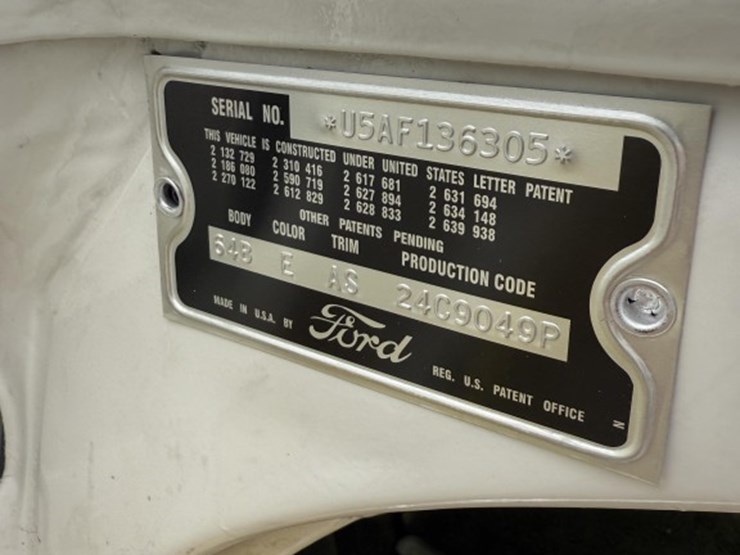 SERIAL NO. *U5AF136305*
THIS VEHICLE IS CONSTRUCTED UNDER UNITED STATES LETTER PATENT
2 132 729 2 310 416 2 617 681 2 631 694
2 186 080 2 590 719 2 627 894 2 634 148
2 270 122 2 612 829 2 628 833 2 639 938
OTHER PATENTS PENDING
BODY COLOR TRIM PRODUCTION CODE
64B E AS 24C9049P
MADE IN U.S.A. BY Ford REG. U.S. PATENT OFFICE
N